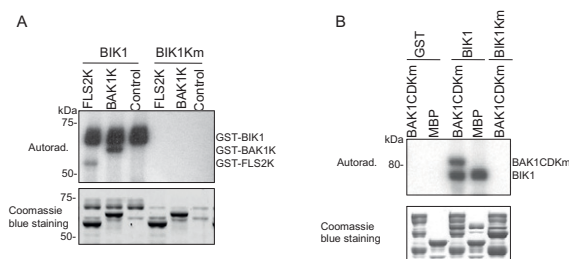 A
BIK1 BIK1Km
FLS2K BAK1K Control FLS2K BAK1K Control
kDa
75-
GST-BIK1
Autorad.
GST-BAK1K
GST-FLS2K
50-
75-
Coomassie
blue staining
50-
B
GST BIK1 BIK1Km
BAK1CDKm MBP BAK1CDKm MBP BAK1CDKm
kDa
Autorad. 80- BAK1CDKm
BIK1
Coomassie
blue staining